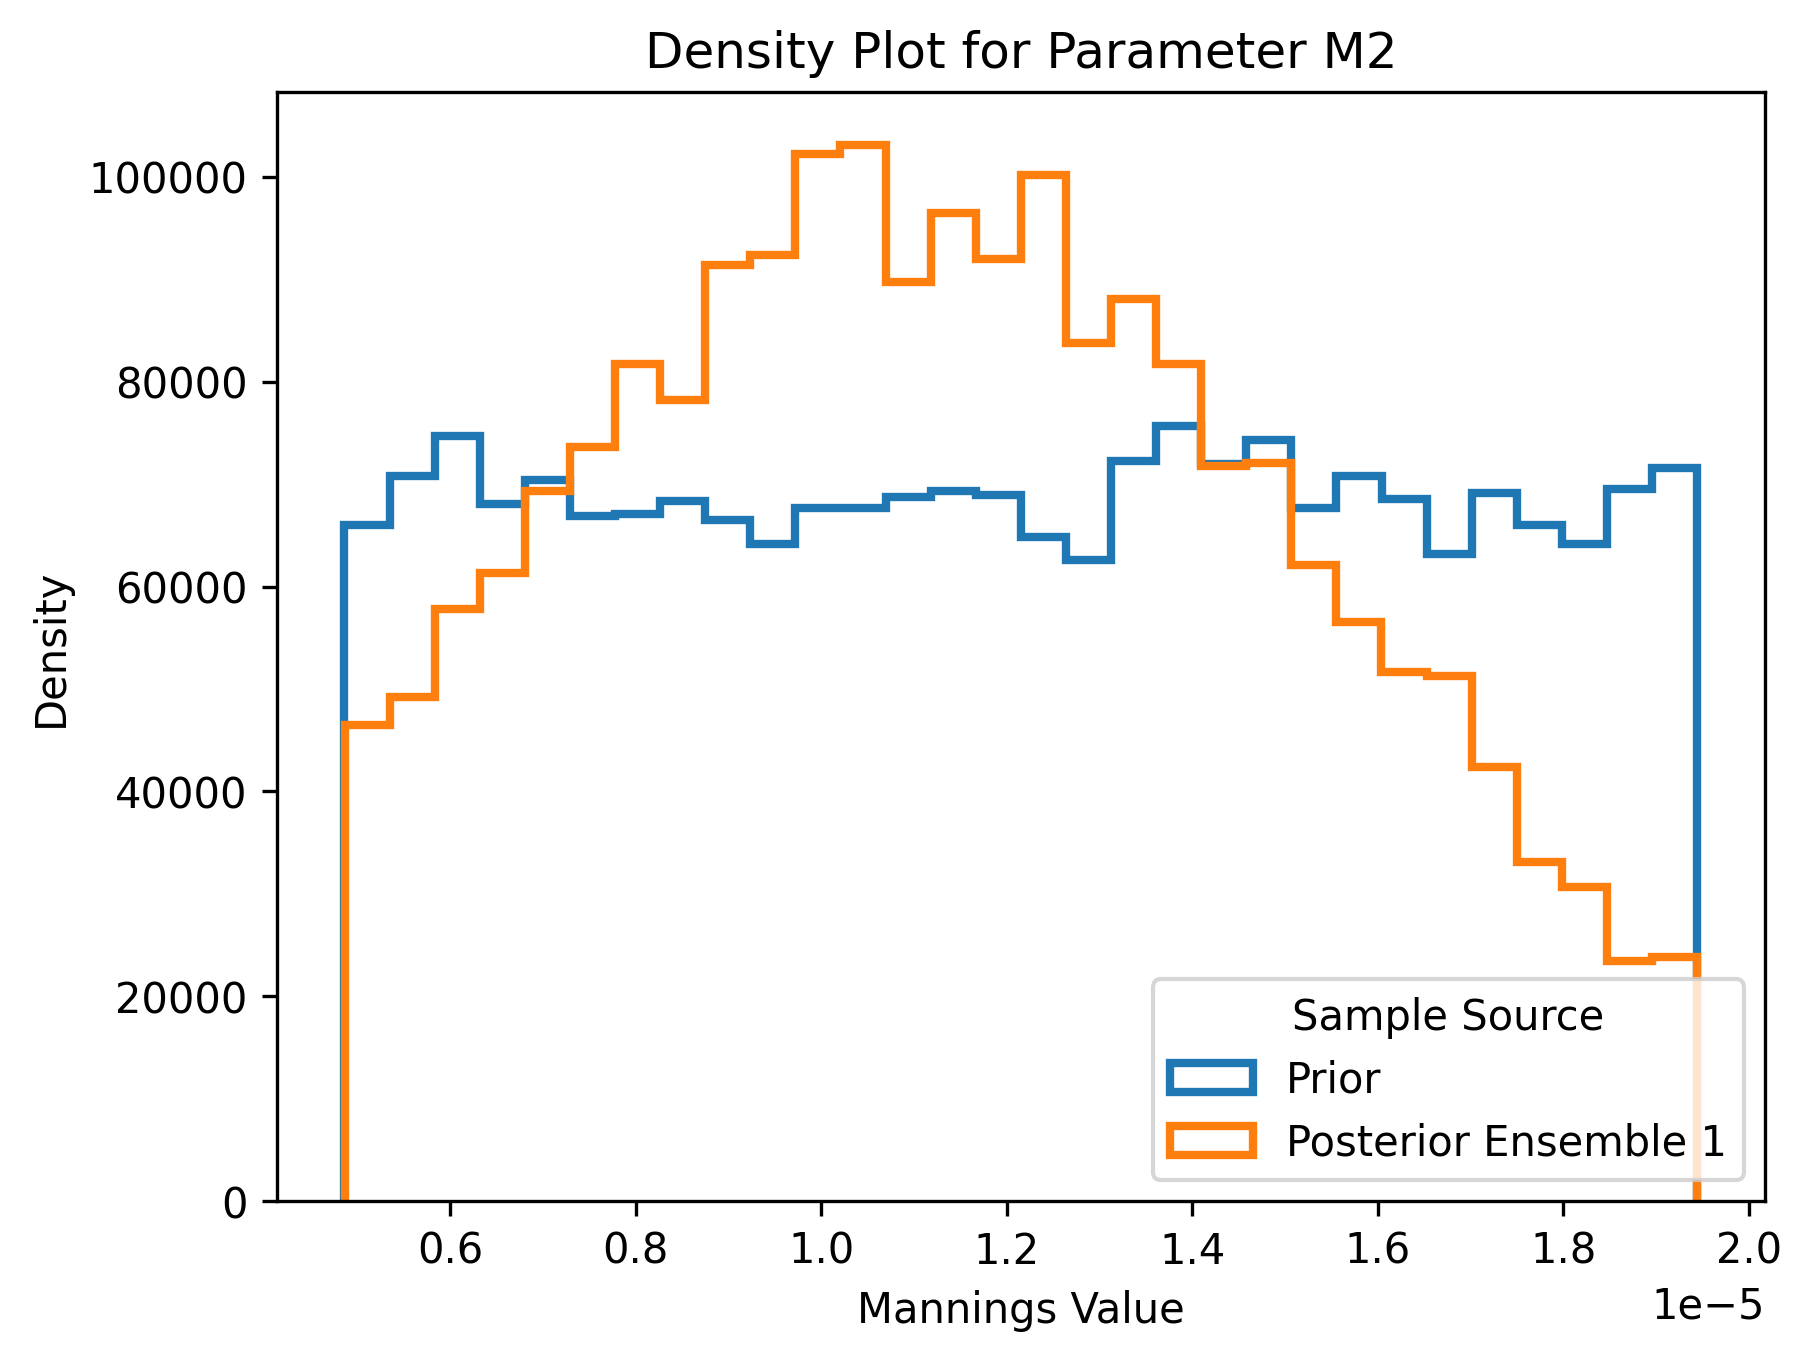 Density Plot for Parameter M2
Density
100000
80000
60000
40000
20000
0
0.6 0.8 1.0 1.2 1.4 1.6 1.8 2.0
1e−5
Mannings Value
Sample Source
Prior
Posterior Ensemble 1